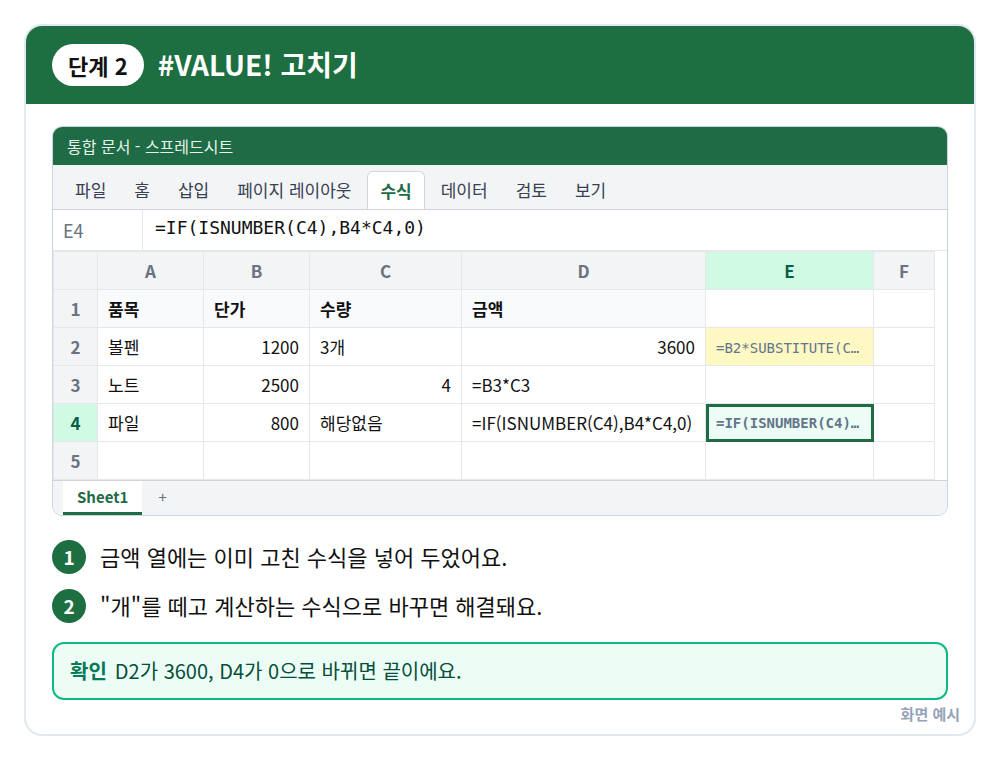 단계 2 #VALUE! 고치기
통합 문서 - 스프레드시트
파일 홈 삽입 페이지 레이아웃 수식 데이터 검토 보기
E4 =IF(ISNUMBER(C4),B4*C4,0)
A B C D E F
1 품목 단가 수량 금액
2 볼펜 1200 3개 3600 =B2*SUBSTITUTE(C…
3 노트 2500 4 =B3*C3
4 파일 800 해당없음 =IF(ISNUMBER(C4),B4*C4,0) =IF(ISNUMBER(C4)…
5
Sheet1 +
1 금액 열에는 이미 고친 수식을 넣어 두었어요.
2 "개"를 떼고 계산하는 수식으로 바꾸면 해결돼요.
확인 D2가 3600, D4가 0으로 바뀌면 끝이에요.
화면 예시